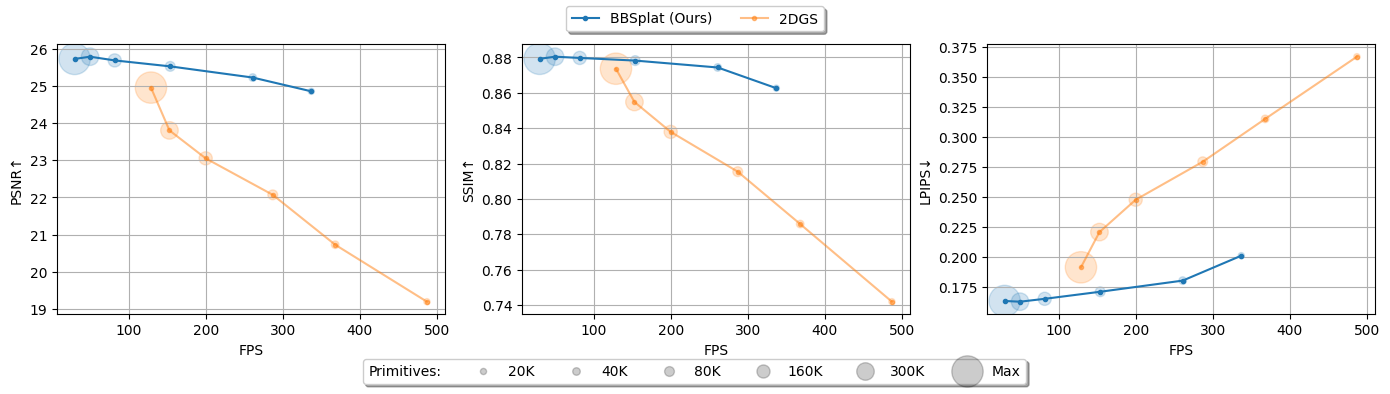 BBSplat (Ours) 2DGS
PSNR↑
26
25
24
23
22
21
20
19
100 200 300 400 500
FPS
SSIM↑
0.88
0.86
0.84
0.82
0.80
0.78
0.76
0.74
100 200 300 400 500
FPS
LPIPS↓
0.375
0.350
0.325
0.300
0.275
0.250
0.225
0.200
0.175
100 200 300 400 500
FPS
Primitives: 20K 40K 80K 160K 300K Max